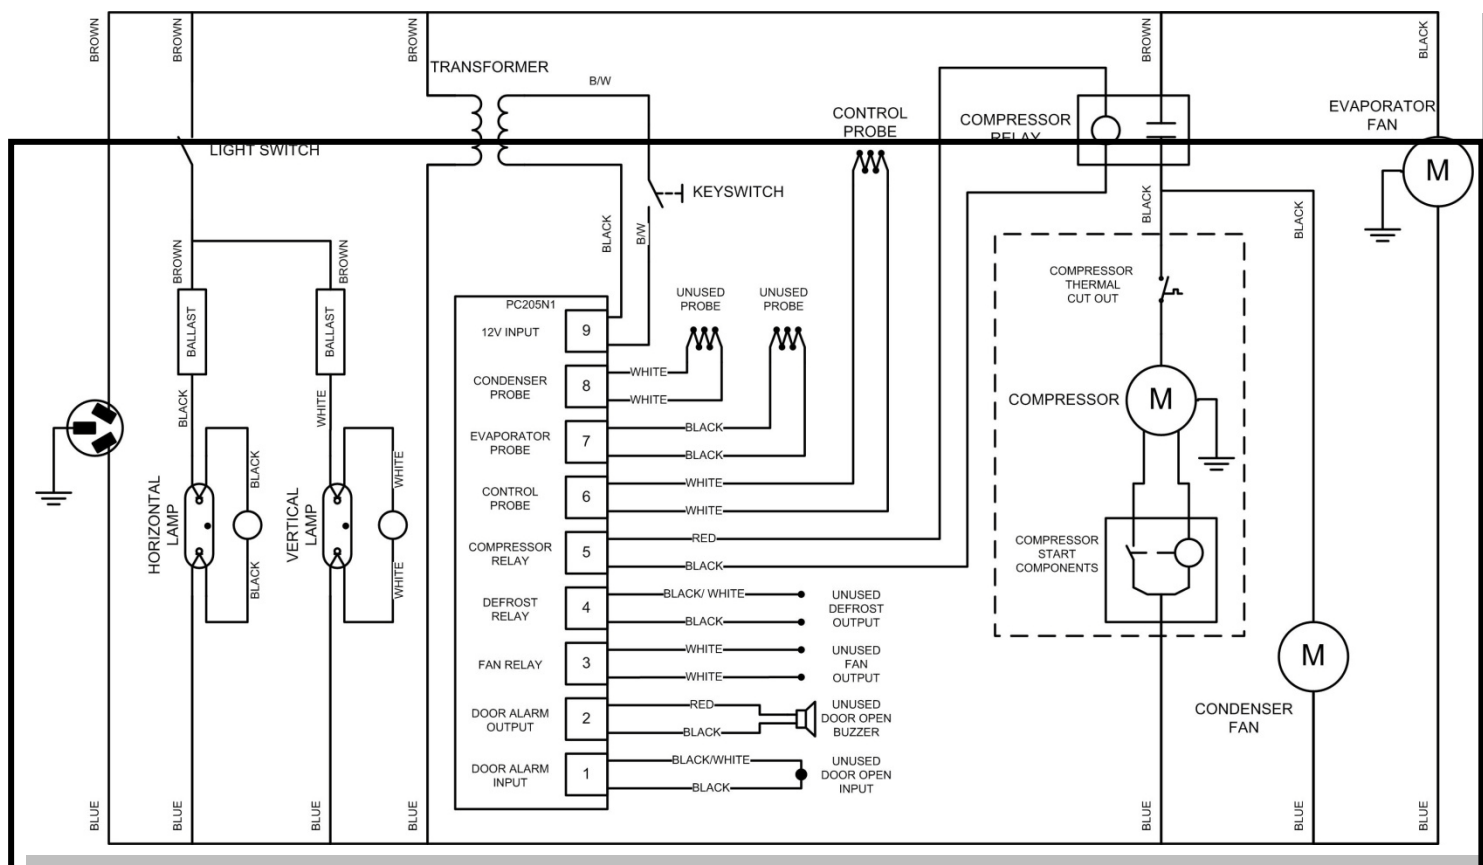 BROWN
BROWN
BROWN
BROWN
BLACK
TRANSFORMER
B/W
CONTROL
PROBE
COMPRESSOR
RELAY
EVAPORATOR
FAN
M
LIGHT SWITCH
KEYSWITCH
BLACK
B/W
BLACK
BLACK
BROWN
BROWN
BALLAST
BALLAST
BLACK
WHITE
HORIZONTAL
LAMP
BLACK
BLACK
VERTICAL
LAMP
WHITE
WHITE
PC205N1
12V INPUT
9
CONDENSER
PROBE
8
EVAPORATOR
PROBE
7
CONTROL
PROBE
6
COMPRESSOR
RELAY
5
DEFROST
RELAY
4
FAN RELAY
3
DOOR ALARM
OUTPUT
2
DOOR ALARM
INPUT
1
UNUSED
PROBE
UNUSED
PROBE
WHITE
WHITE
BLACK
BLACK
WHITE
WHITE
RED
BLACK
BLACK/ WHITE
BLACK
UNUSED
DEFROST
OUTPUT
WHITE
WHITE
UNUSED
FAN
OUTPUT
RED
BLACK
UNUSED
DOOR OPEN
BUZZER
BLACK/WHITE
BLACK
UNUSED
DOOR OPEN
INPUT
COMPRESSOR
THERMAL
CUT OUT
COMPRESSOR
M
COMPRESSOR
START
COMPONENTS
M
CONDENSER
FAN
BLUE
BLUE
BLUE
BLUE
BLUE
BLUE
BLUE